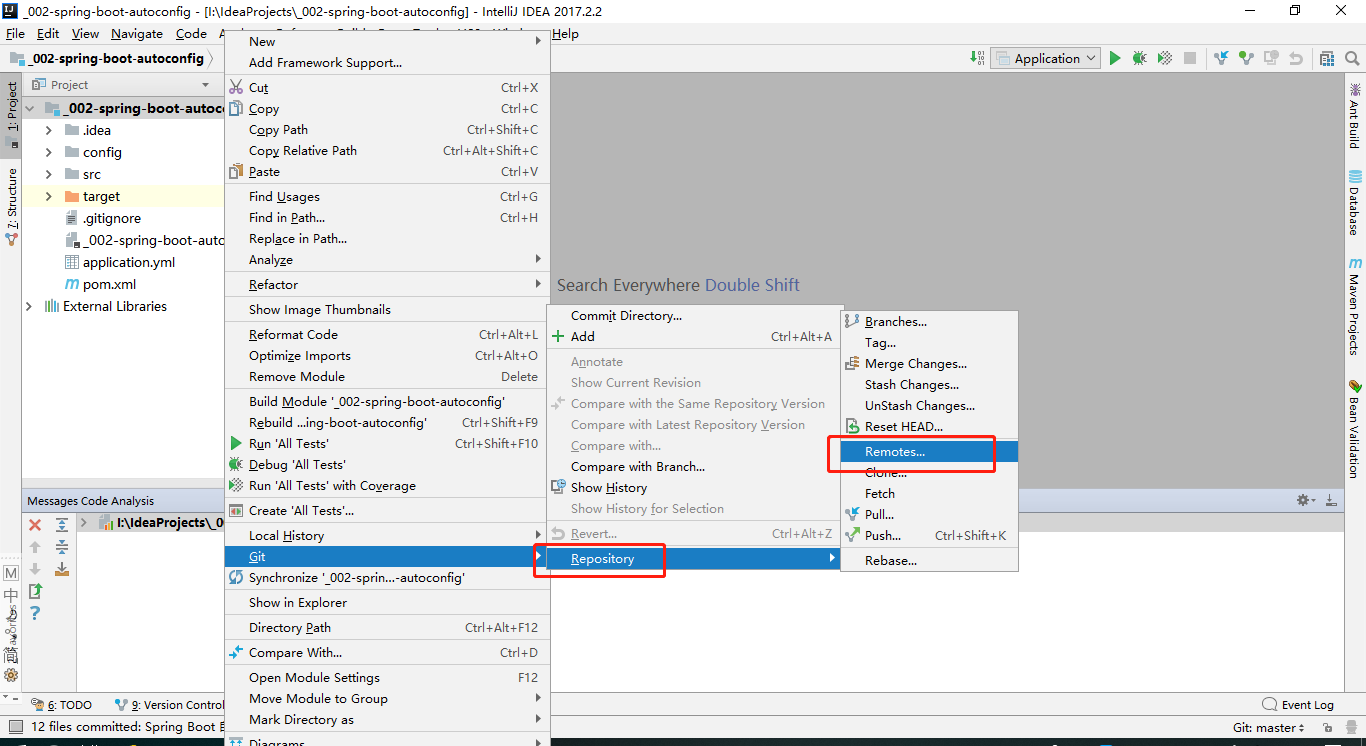 _002-spring-boot-autoconfig - [I:\IdeaProjects\_002-spring-boot-autoconfig] - IntelliJ IDEA 2017.2.2
File Edit View Navigate Code Help
_002-spring-boot-autoconfig
Application
Project
_002-spring-boot-autoco
.idea
config
src
target
.gitignore
_002-spring-boot-auto
application.yml
pom.xml
External Libraries
1: Project
7: Structure
New
Add Framework Support...
Cut Ctrl+X
Copy Ctrl+C
Copy Path Ctrl+Shift+C
Copy Relative Path Ctrl+Alt+Shift+C
Paste Ctrl+V
Find Usages Ctrl+G
Find in Path... Ctrl+H
Replace in Path...
Analyze
Refactor
Show Image Thumbnails
Reformat Code Ctrl+Alt+L
Optimize Imports Ctrl+Alt+O
Remove Module Delete
Build Module '_002-spring-boot-autoconfig'
Rebuild ...ing-boot-autoconfig' Ctrl+Shift+F9
Run 'All Tests' Ctrl+Shift+F10
Debug 'All Tests'
Run 'All Tests' with Coverage
Create 'All Tests'...
Local History
Git
Synchronize '_002-sprin...-autoconfig'
Show in Explorer
Directory Path Ctrl+Alt+F12
Compare With... Ctrl+D
Open Module Settings F12
Move Module to Group
Mark Directory as
Diagrams
Search Everywhere Double Shift
Commit Directory...
Add Ctrl+Alt+A
Annotate
Show Current Revision
Compare with the Same Repository Version
Compare with Latest Repository Version
Compare with...
Compare with Branch...
Show History
Show History for Selection
Revert... Ctrl+Alt+Z
Repository
Branches...
Tag...
Merge Changes...
Stash Changes...
UnStash Changes...
Reset HEAD...
Remotes...
Clone...
Fetch
Pull...
Push... Ctrl+Shift+K
Rebase...
Ant Build
Database
Maven Projects
Bean Validation
Messages Code Analysis
I:\IdeaProjects\_0
M
中
简
6: TODO
9: Version Control
Event Log
12 files committed: Spring Boot
Git: master